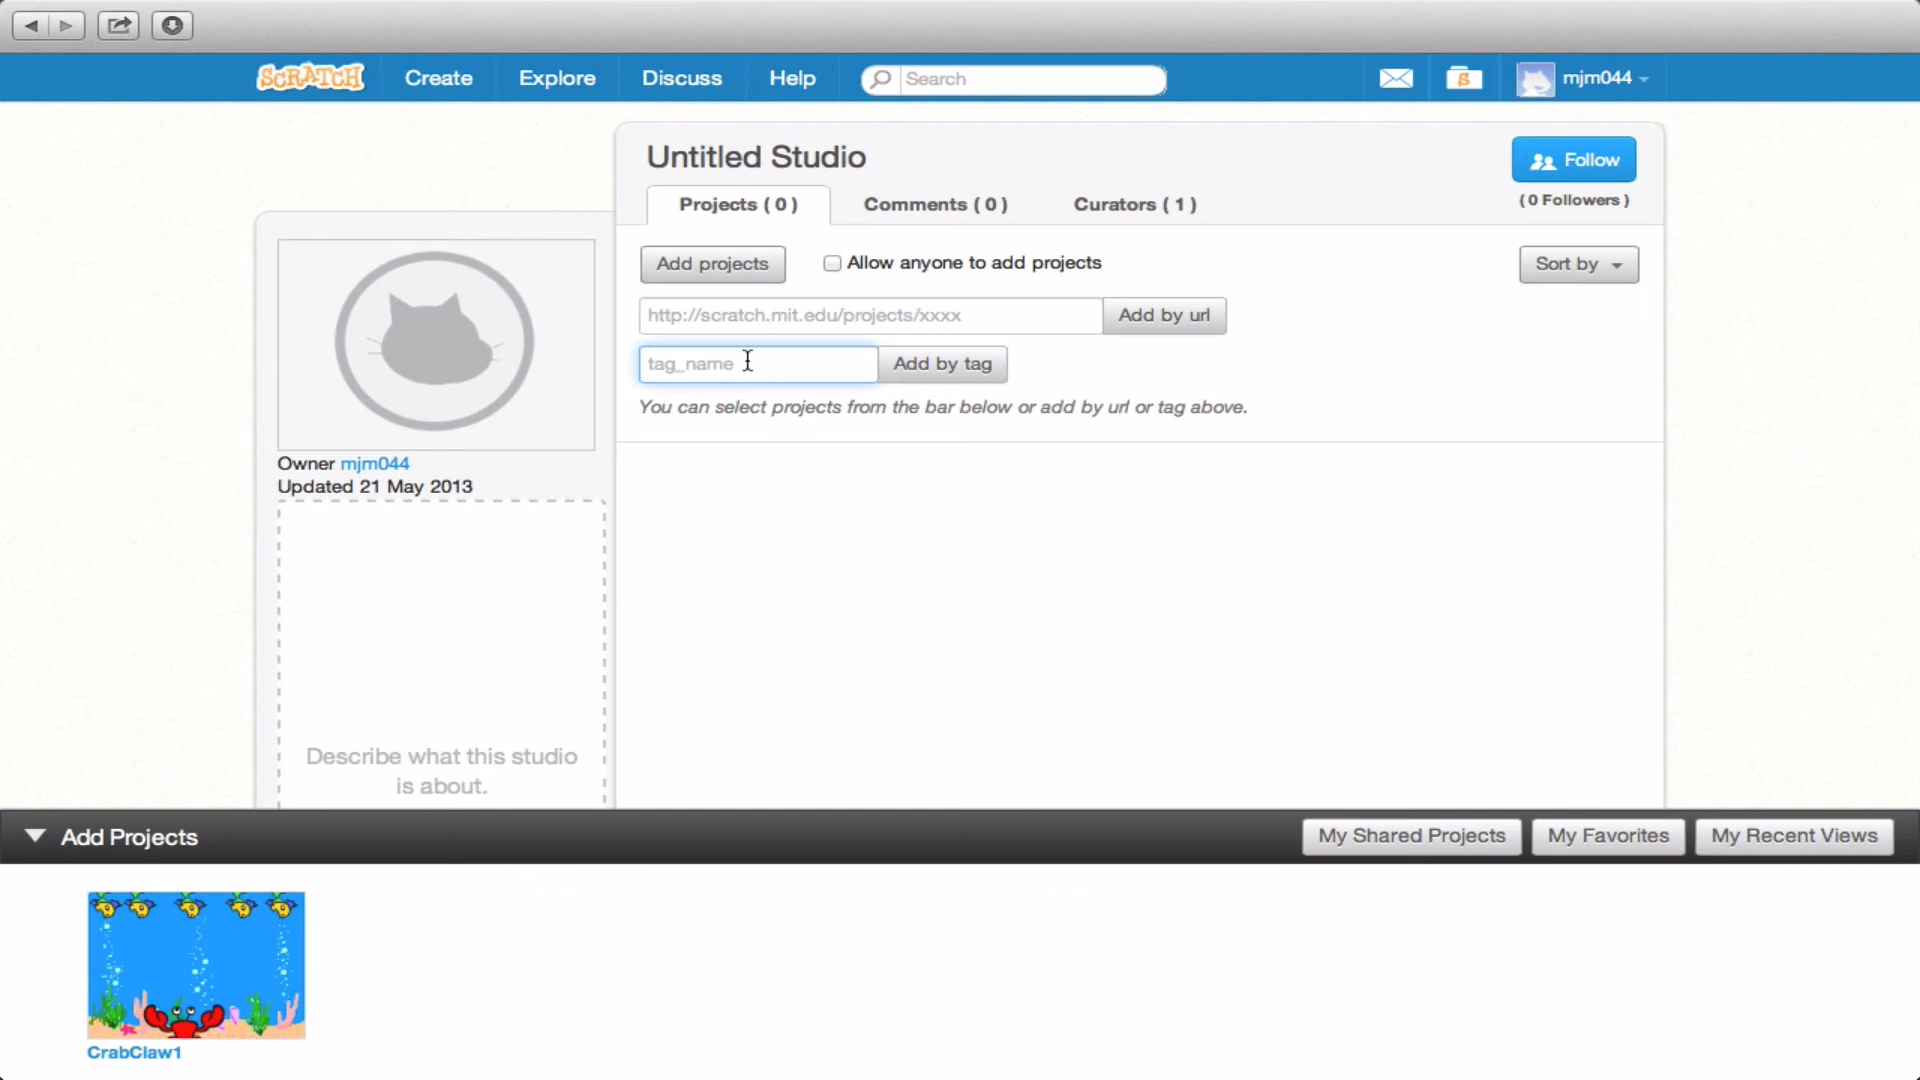 SCRATCH Create Explore Discuss Help Search mjm044
Untitled Studio
Follow
Projects ( 0 ) Comments ( 0 ) Curators ( 1 )
( 0 Followers )
Add projects Allow anyone to add projects Sort by
http://scratch.mit.edu/projects/xxxx Add by url
tag_name Add by tag
You can select projects from the bar below or add by url or tag above.
Owner mjm044
Updated 21 May 2013
Describe what this studio
is about.
Add Projects My Shared Projects My Favorites My Recent Views
CrabClaw1